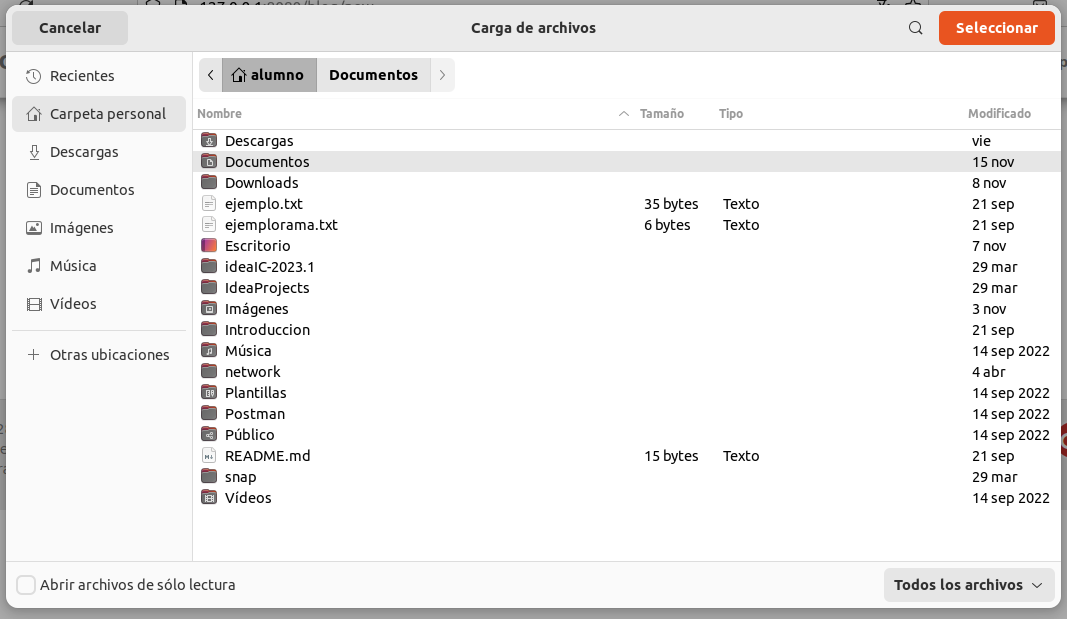 Cancelar Carga de archivos Seleccionar
Recientes
Carpeta personal
Descargas
Documentos
Imágenes
Música
Vídeos
Otras ubicaciones
alumno Documentos
Nombre Tamaño Tipo Modificado
Descargas vie
Documentos 15 nov
Downloads 8 nov
ejemplo.txt 35 bytes Texto 21 sep
ejemplorama.txt 6 bytes Texto 21 sep
Escritorio 7 nov
ideaIC-2023.1 29 mar
IdeaProjects 29 mar
Imágenes 3 nov
Introduccion 21 sep
Música 14 sep 2022
network 4 abr
Plantillas 14 sep 2022
Postman 14 sep 2022
Público 14 sep 2022
README.md 15 bytes Texto 21 sep
snap 29 mar
Vídeos 14 sep 2022
Abrir archivos de sólo lectura Todos los archivos